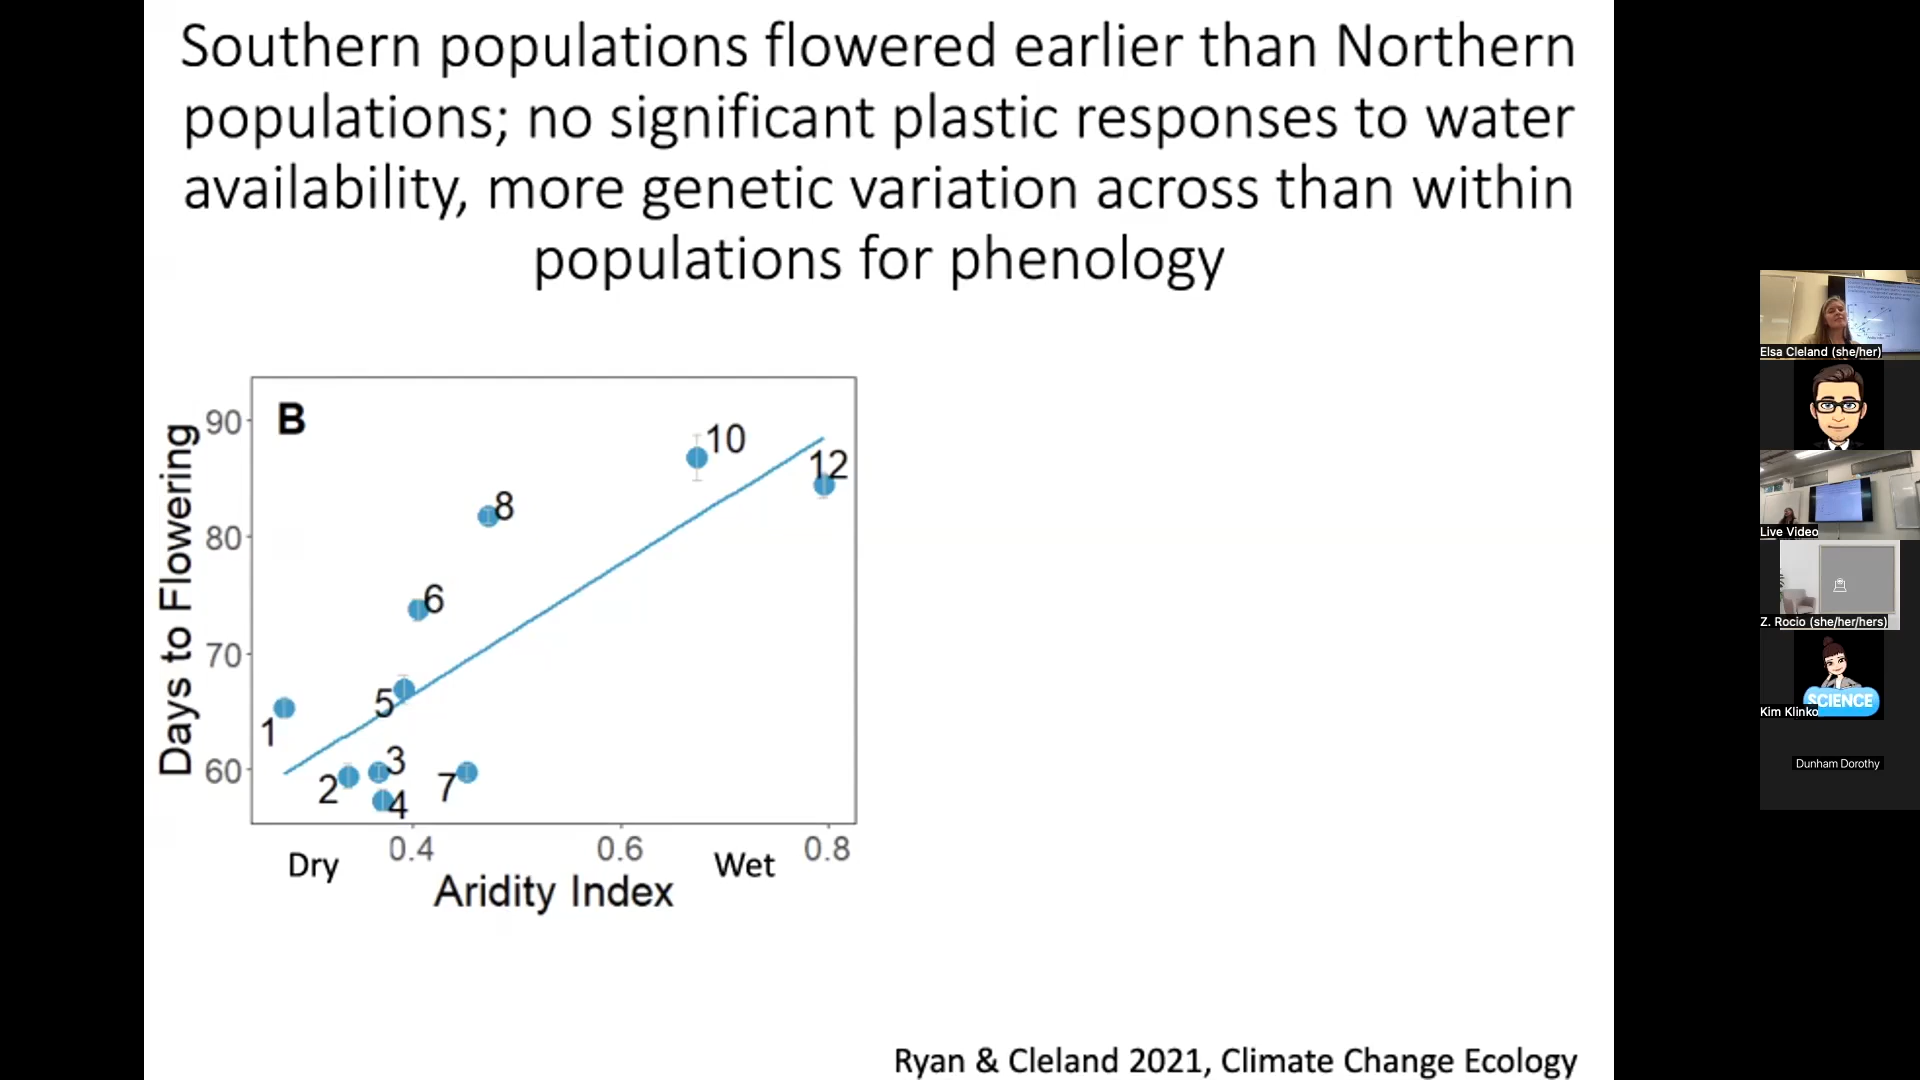 Southern populations flowered earlier than Northern
populations; no significant plastic responses to water
availability, more genetic variation across than within
populations for phenology
B
90
80
70
60
Days to Flowering
1
2
3
4
5
6
7
8
10
12
0.4
0.6
0.8
Dry
Wet
Aridity Index
Ryan & Cleland 2021, Climate Change Ecology
Elsa Cleland (she/her)
Live Video
Z. Rocio (she/her/hers)
SCIENCE
Kim Klinko
Dunham Dorothy